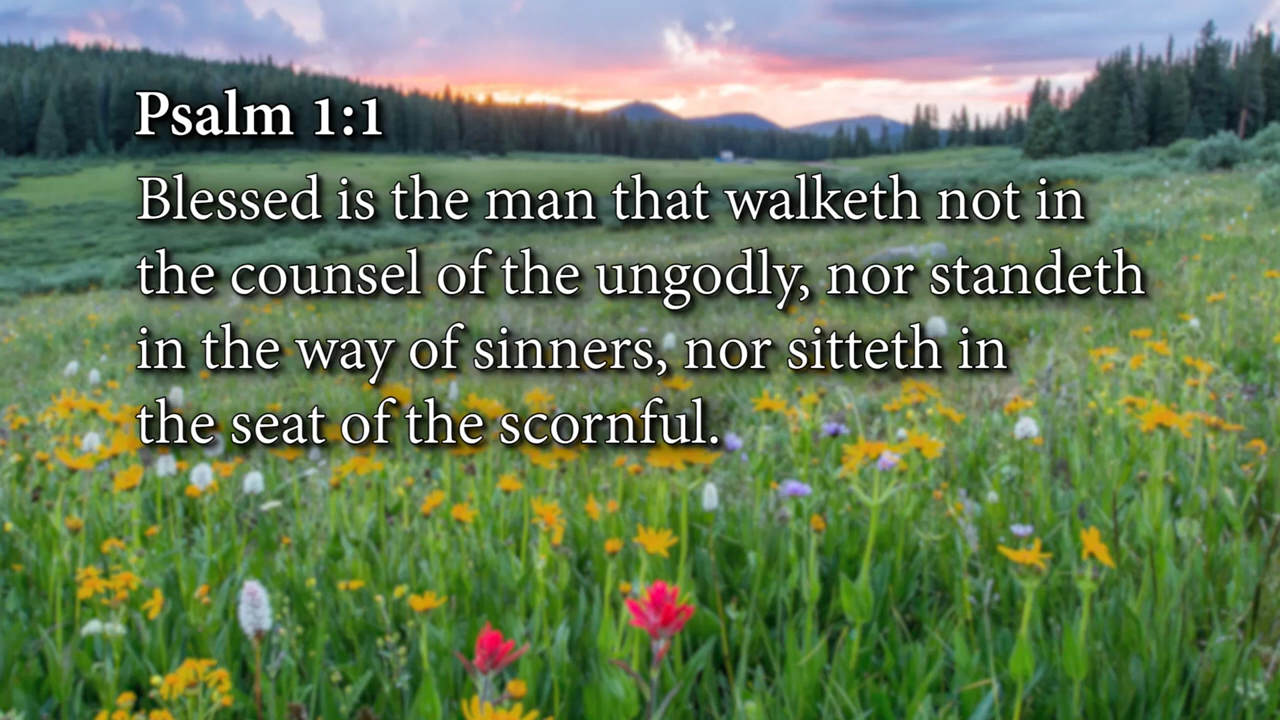 Psalm 1:1
Blessed is the man that walketh not in
the counsel of the ungodly, nor standeth
in the way of sinners, nor sitteth in
the seat of the scornful.